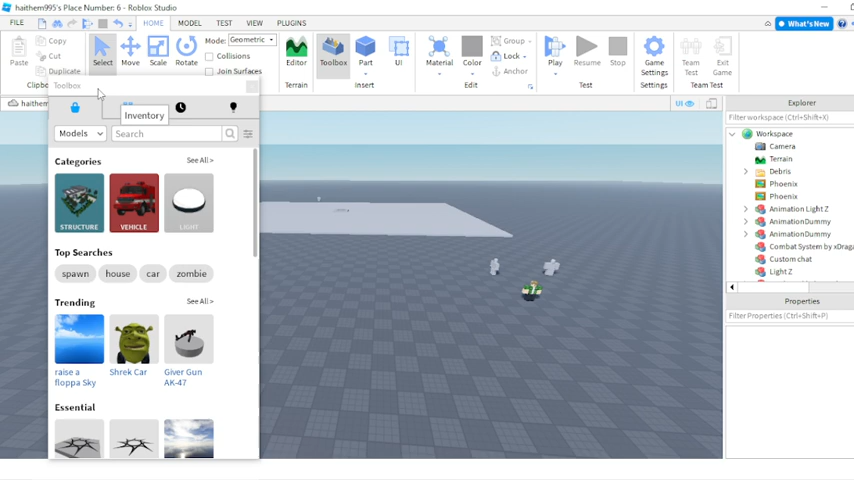 haithem995's Place Number: 6 - Roblox Studio
FILE HOME MODEL TEST VIEW PLUGINS What's New
Paste Copy Cut Duplicate
Select Move Scale Rotate
Mode: Geometric
Collisions
Join Surfaces
Editor Toolbox Part UI Material Color
Group
Lock
Anchor
Play Resume Stop Game Settings Team Test Exit Game
Terrain Insert Edit Test Settings Team Test
Toolbox
haithem
UI
Inventory
Models Search
Categories See All >
STRUCTURE VEHICLE LIGHT
Top Searches
spawn house car zombie
Trending See All >
raise a floppa Sky
Shrek Car
Giver Gun AK-47
Essential
Explorer
Filter workspace (Ctrl+Shift+X)
Workspace
Camera
Terrain
Debris
Phoenix
Phoenix
Animation Light Z
AnimationDummy
AnimationDummy
Combat System by xDraga
Custom chat
Light Z
Properties
Filter Properties (Ctrl+Shift+P)